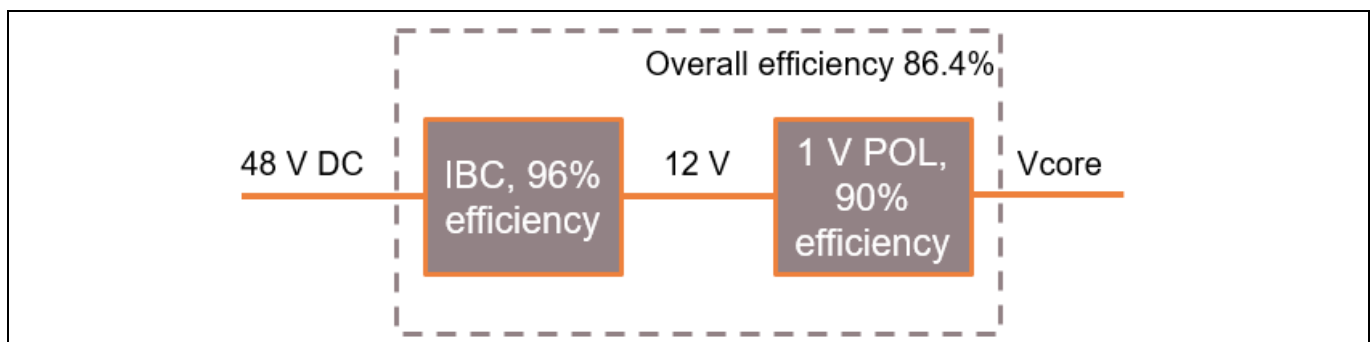 Overall efficiency 86.4%
48 V DC
IBC, 96%
efficiency
12 V
1 V POL,
90%
efficiency
Vcore